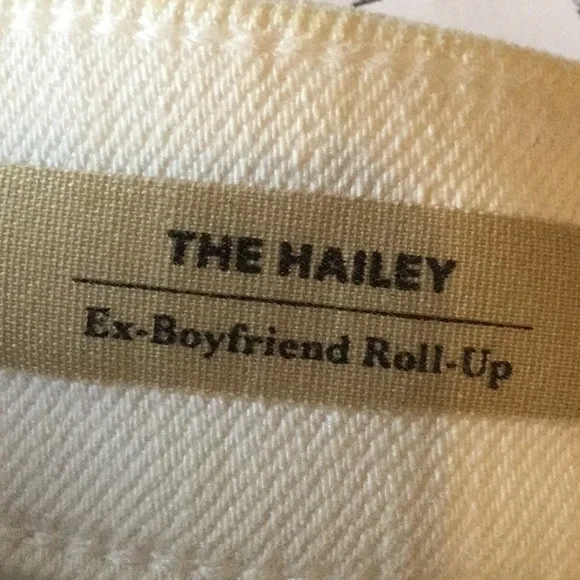 THE HAILEY
Ex-Boyfriend Roll-Up